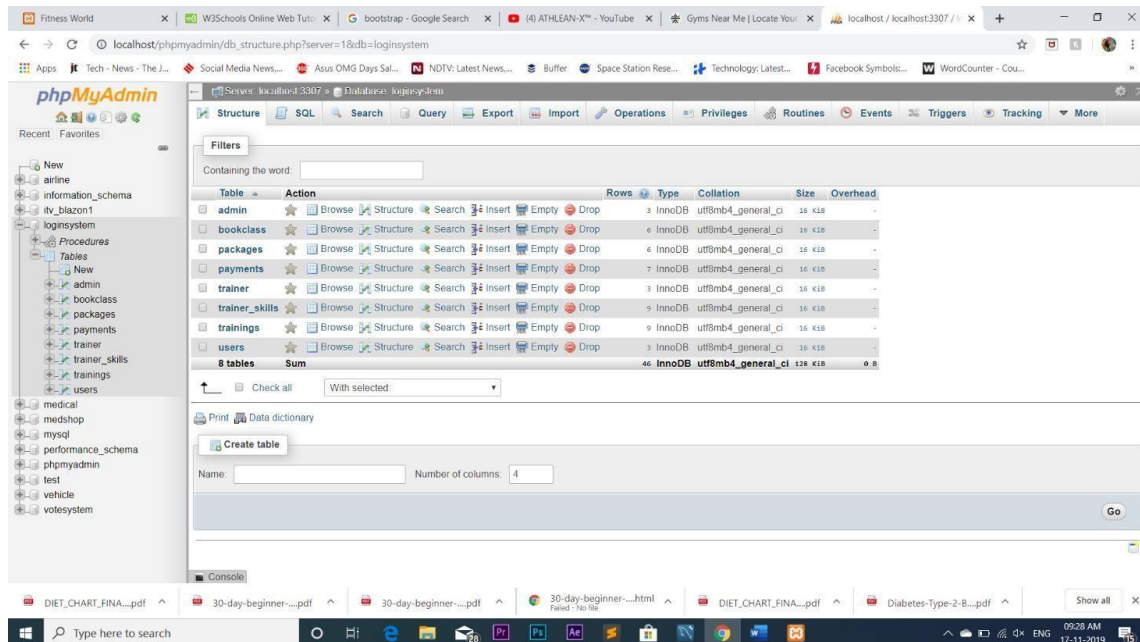 Fitness World
W3Schools Online Web Tuto
bootstrap - Google Search
(4) ATHLEAN-X™ - YouTube
Gyms Near Me | Locate Your
localhost / localhost:3307 / l
localhost/phpmyadmin/db_structure.php?server=1&db=loginsystem
Apps
Tech - News - The J...
Social Media News,...
Asus OMG Days Sal...
NDTV: Latest News,...
Buffer
Space Station Rese...
Technology: Latest...
Facebook Symbols:...
WordCounter - Cou...
phpMyAdmin
Recent Favorites
New
airline
information_schema
itv_blazon1
loginsystem
Procedures
Tables
New
admin
bookclass
packages
payments
trainer
trainer_skills
trainings
users
medical
medshop
mysql
performance_schema
phpmyadmin
test
vehicle
votesystem
Server: localhost:3307 » Database: loginsystem
Structure SQL Search Query Export Import Operations Privileges Routines Events Triggers Tracking More
Filters
Containing the word:
Table Action Rows Type Collation Size Overhead
admin Browse Structure Search Insert Empty Drop 3 InnoDB utf8mb4_general_ci 16 KiB -
bookclass Browse Structure Search Insert Empty Drop 6 InnoDB utf8mb4_general_ci 16 KiB -
packages Browse Structure Search Insert Empty Drop 6 InnoDB utf8mb4_general_ci 16 KiB -
payments Browse Structure Search Insert Empty Drop 7 InnoDB utf8mb4_general_ci 16 KiB -
trainer Browse Structure Search Insert Empty Drop 3 InnoDB utf8mb4_general_ci 16 KiB -
trainer_skills Browse Structure Search Insert Empty Drop 9 InnoDB utf8mb4_general_ci 16 KiB -
trainings Browse Structure Search Insert Empty Drop 9 InnoDB utf8mb4_general_ci 16 KiB -
users Browse Structure Search Insert Empty Drop 3 InnoDB utf8mb4_general_ci 16 KiB -
8 tables Sum 46 InnoDB utf8mb4_general_ci 128 KiB 0 B
Check all With selected:
Print Data dictionary
Create table
Name: Number of columns: 4
Go
Console
DIET_CHART_FINA....pdf
30-day-beginner-....pdf
30-day-beginner-....pdf
30-day-beginner-....html
Failed - No file
DIET_CHART_FINA....pdf
Diabetes-Type-2-B....pdf
Show all
Type here to search
28
Pr
Ps
Ae
ENG
09:28 AM
17-11-2019